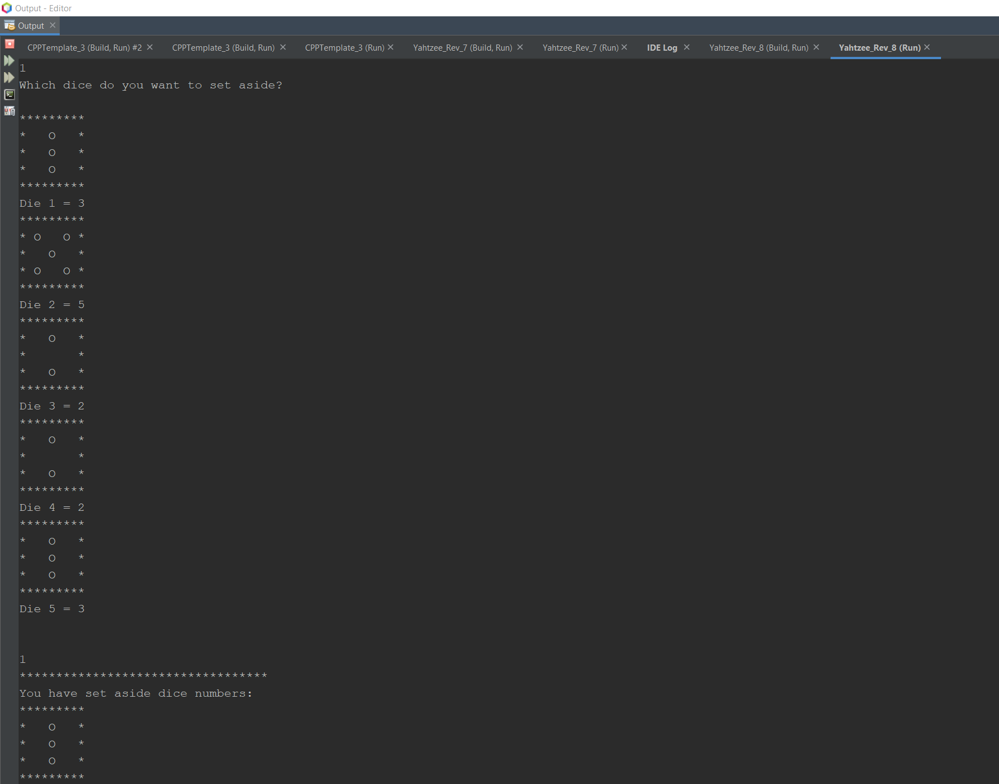 Output - Editor
Output
CPPTemplate_3 (Build, Run) #2 CPPTemplate_3 (Build, Run) CPPTemplate_3 (Run) Yahtzee_Rev_7 (Build, Run) Yahtzee_Rev_7 (Run) IDE Log Yahtzee_Rev_8 (Build, Run) Yahtzee_Rev_8 (Run)
1
Which dice do you want to set aside?

*********
*   O   *
*   O   *
*   O   *
*********
Die 1 = 3
*********
* O   O *
*   O   *
* O   O *
*********
Die 2 = 5
*********
*   O   *
*       *
*   O   *
*********
Die 3 = 2
*********
*   O   *
*       *
*   O   *
*********
Die 4 = 2
*********
*   O   *
*   O   *
*   O   *
*********
Die 5 = 3


1
**********************************
You have set aside dice numbers:
*********
*   O   *
*   O   *
*   O   *
*********